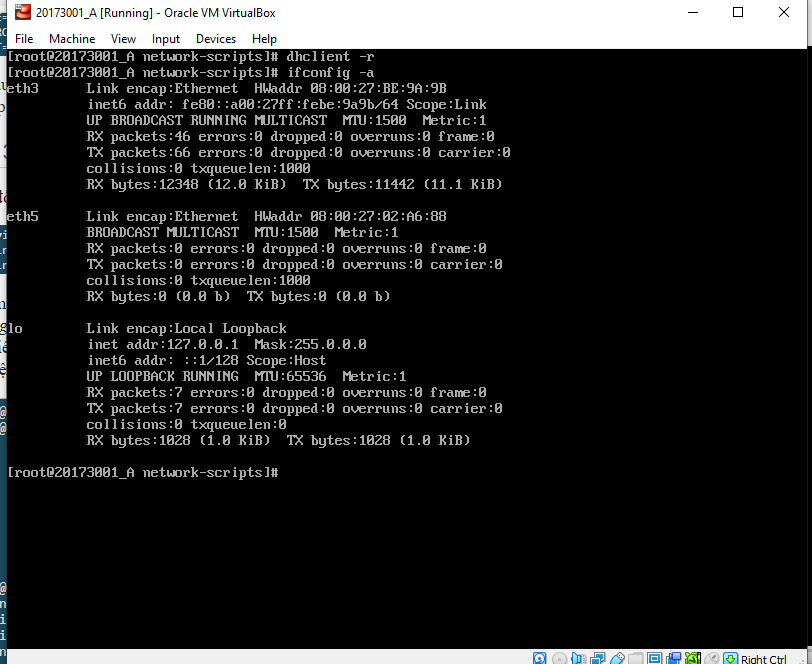 20173001_A [Running] - Oracle VM VirtualBox
File Machine View Input Devices Help
[root@20173001_A network-scripts]# dhclient -r
[root@20173001_A network-scripts]# ifconfig -a
eth3 Link encap:Ethernet HWaddr 08:00:27:BE:9A:9B
inet6 addr: fe80::a00:27ff:febe:9a9b/64 Scope:Link
UP BROADCAST RUNNING MULTICAST MTU:1500 Metric:1
RX packets:46 errors:0 dropped:0 overruns:0 frame:0
TX packets:66 errors:0 dropped:0 overruns:0 carrier:0
collisions:0 txqueuelen:1000
RX bytes:12348 (12.0 KiB) TX bytes:11442 (11.1 KiB)
eth5 Link encap:Ethernet HWaddr 08:00:27:02:A6:88
BROADCAST MULTICAST MTU:1500 Metric:1
RX packets:0 errors:0 dropped:0 overruns:0 frame:0
TX packets:0 errors:0 dropped:0 overruns:0 carrier:0
collisions:0 txqueuelen:1000
RX bytes:0 (0.0 b) TX bytes:0 (0.0 b)
lo Link encap:Local Loopback
inet addr:127.0.0.1 Mask:255.0.0.0
inet6 addr: ::1/128 Scope:Host
UP LOOPBACK RUNNING MTU:65536 Metric:1
RX packets:7 errors:0 dropped:0 overruns:0 frame:0
TX packets:7 errors:0 dropped:0 overruns:0 carrier:0
collisions:0 txqueuelen:0
RX bytes:1028 (1.0 KiB) TX bytes:1028 (1.0 KiB)
[root@20173001_A network-scripts]#
Right Ctrl